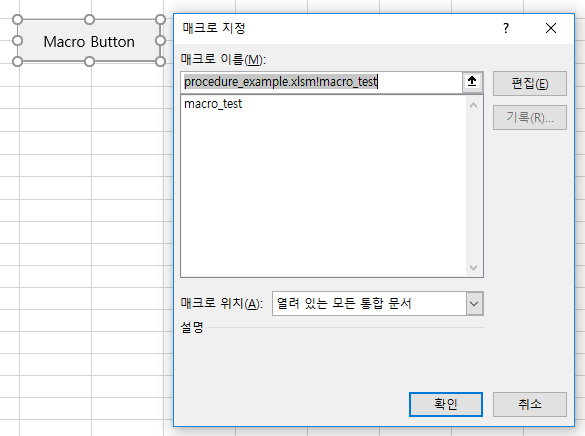 Macro Button
매크로 지정
? ×
매크로 이름(M):
procedure_example.xlsm!macro_test
편집(E)
macro_test
기록(R)...
매크로 위치(A): 열려 있는 모든 통합 문서
설명
확인 취소